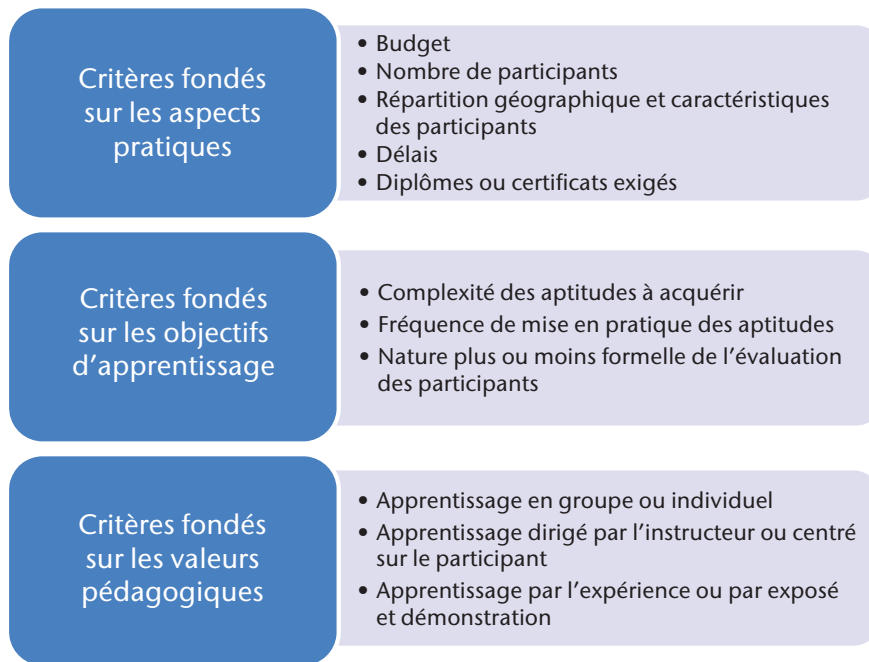 Critères fondés
sur les aspects
pratiques
• Budget
• Nombre de participants
• Répartition géographique et caractéristiques
des participants
• Délais
• Diplômes ou certificats exigés
Critères fondés
sur les objectifs
d’apprentissage
• Complexité des aptitudes à acquérir
• Fréquence de mise en pratique des aptitudes
• Nature plus ou moins formelle de l’évaluation
des participants
Critères fondés
sur les valeurs
pédagogiques
• Apprentissage en groupe ou individuel
• Apprentissage dirigé par l’instructeur ou centré
sur le participant
• Apprentissage par l’expérience ou par exposé
et démonstration